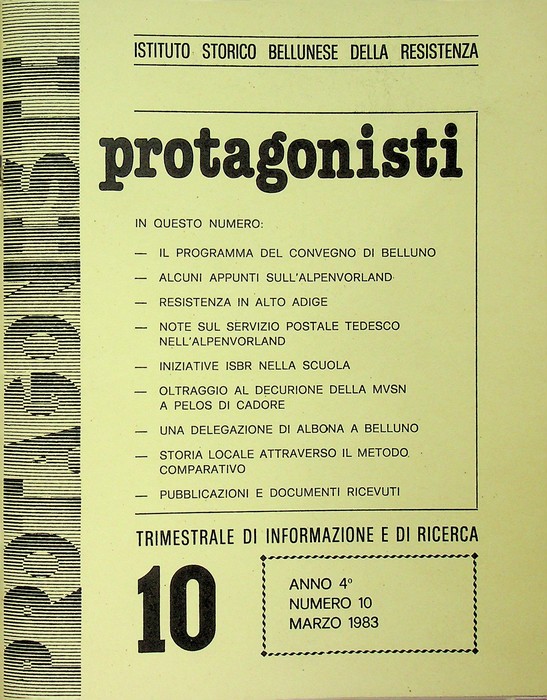 ISTITUTO STORICO BELLUNESE DELLA RESISTENZA
protagonisti
IN QUESTO NUMERO:
— IL PROGRAMMA DEL CONVEGNO DI BELLUNO
— ALCUNI APPUNTI SULL'ALPENVORLAND
— RESISTENZA IN ALTO ADIGE
— NOTE SUL SERVIZIO POSTALE TEDESCO
NELL'ALPENVORLAND
— INIZIATIVE ISBR NELLA SCUOLA
— OLTRAGGIO AL DECURIONE DELLA MVSN
A PELOS DI CADORE
— UNA DELEGAZIONE DI ALBONA A BELLUNO
— STORIA LOCALE ATTRAVERSO IL METODO
COMPARATIVO
— PUBBLICAZIONI E DOCUMENTI RICEVUTI
TRIMESTRALE DI INFORMAZIONE E DI RICERCA
10
ANNO 4°
NUMERO 10
MARZO 1983
PROTAGONISTI